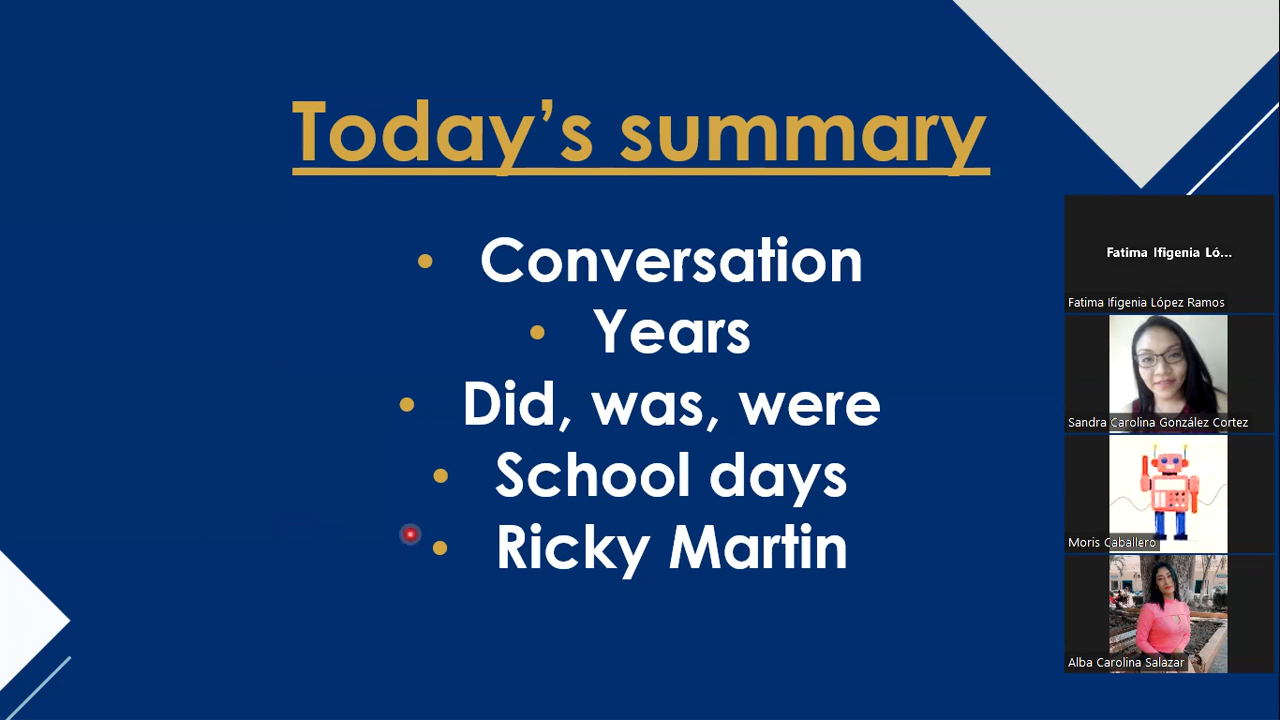 Today's summary
• Conversation
• Years
• Did, was, were
• School days
• Ricky Martin
Fatima Ifigenia Ló...
Fatima Ifigenia López Ramos
Sandra Carolina González Cortez
Moris Caballero
Alba Carolina Salazar